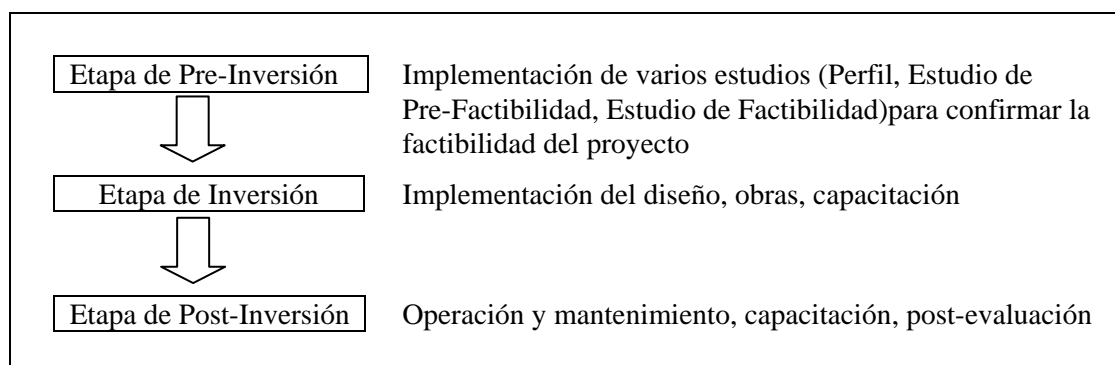 Etapa de Pre-Inversión
Implementación de varios estudios (Perfil, Estudio de
Pre-Factibilidad, Estudio de Factibilidad)para confirmar la
factibilidad del proyecto
Etapa de Inversión
Implementación del diseño, obras, capacitación
Etapa de Post-Inversión
Operación y mantenimiento, capacitación, post-evaluación